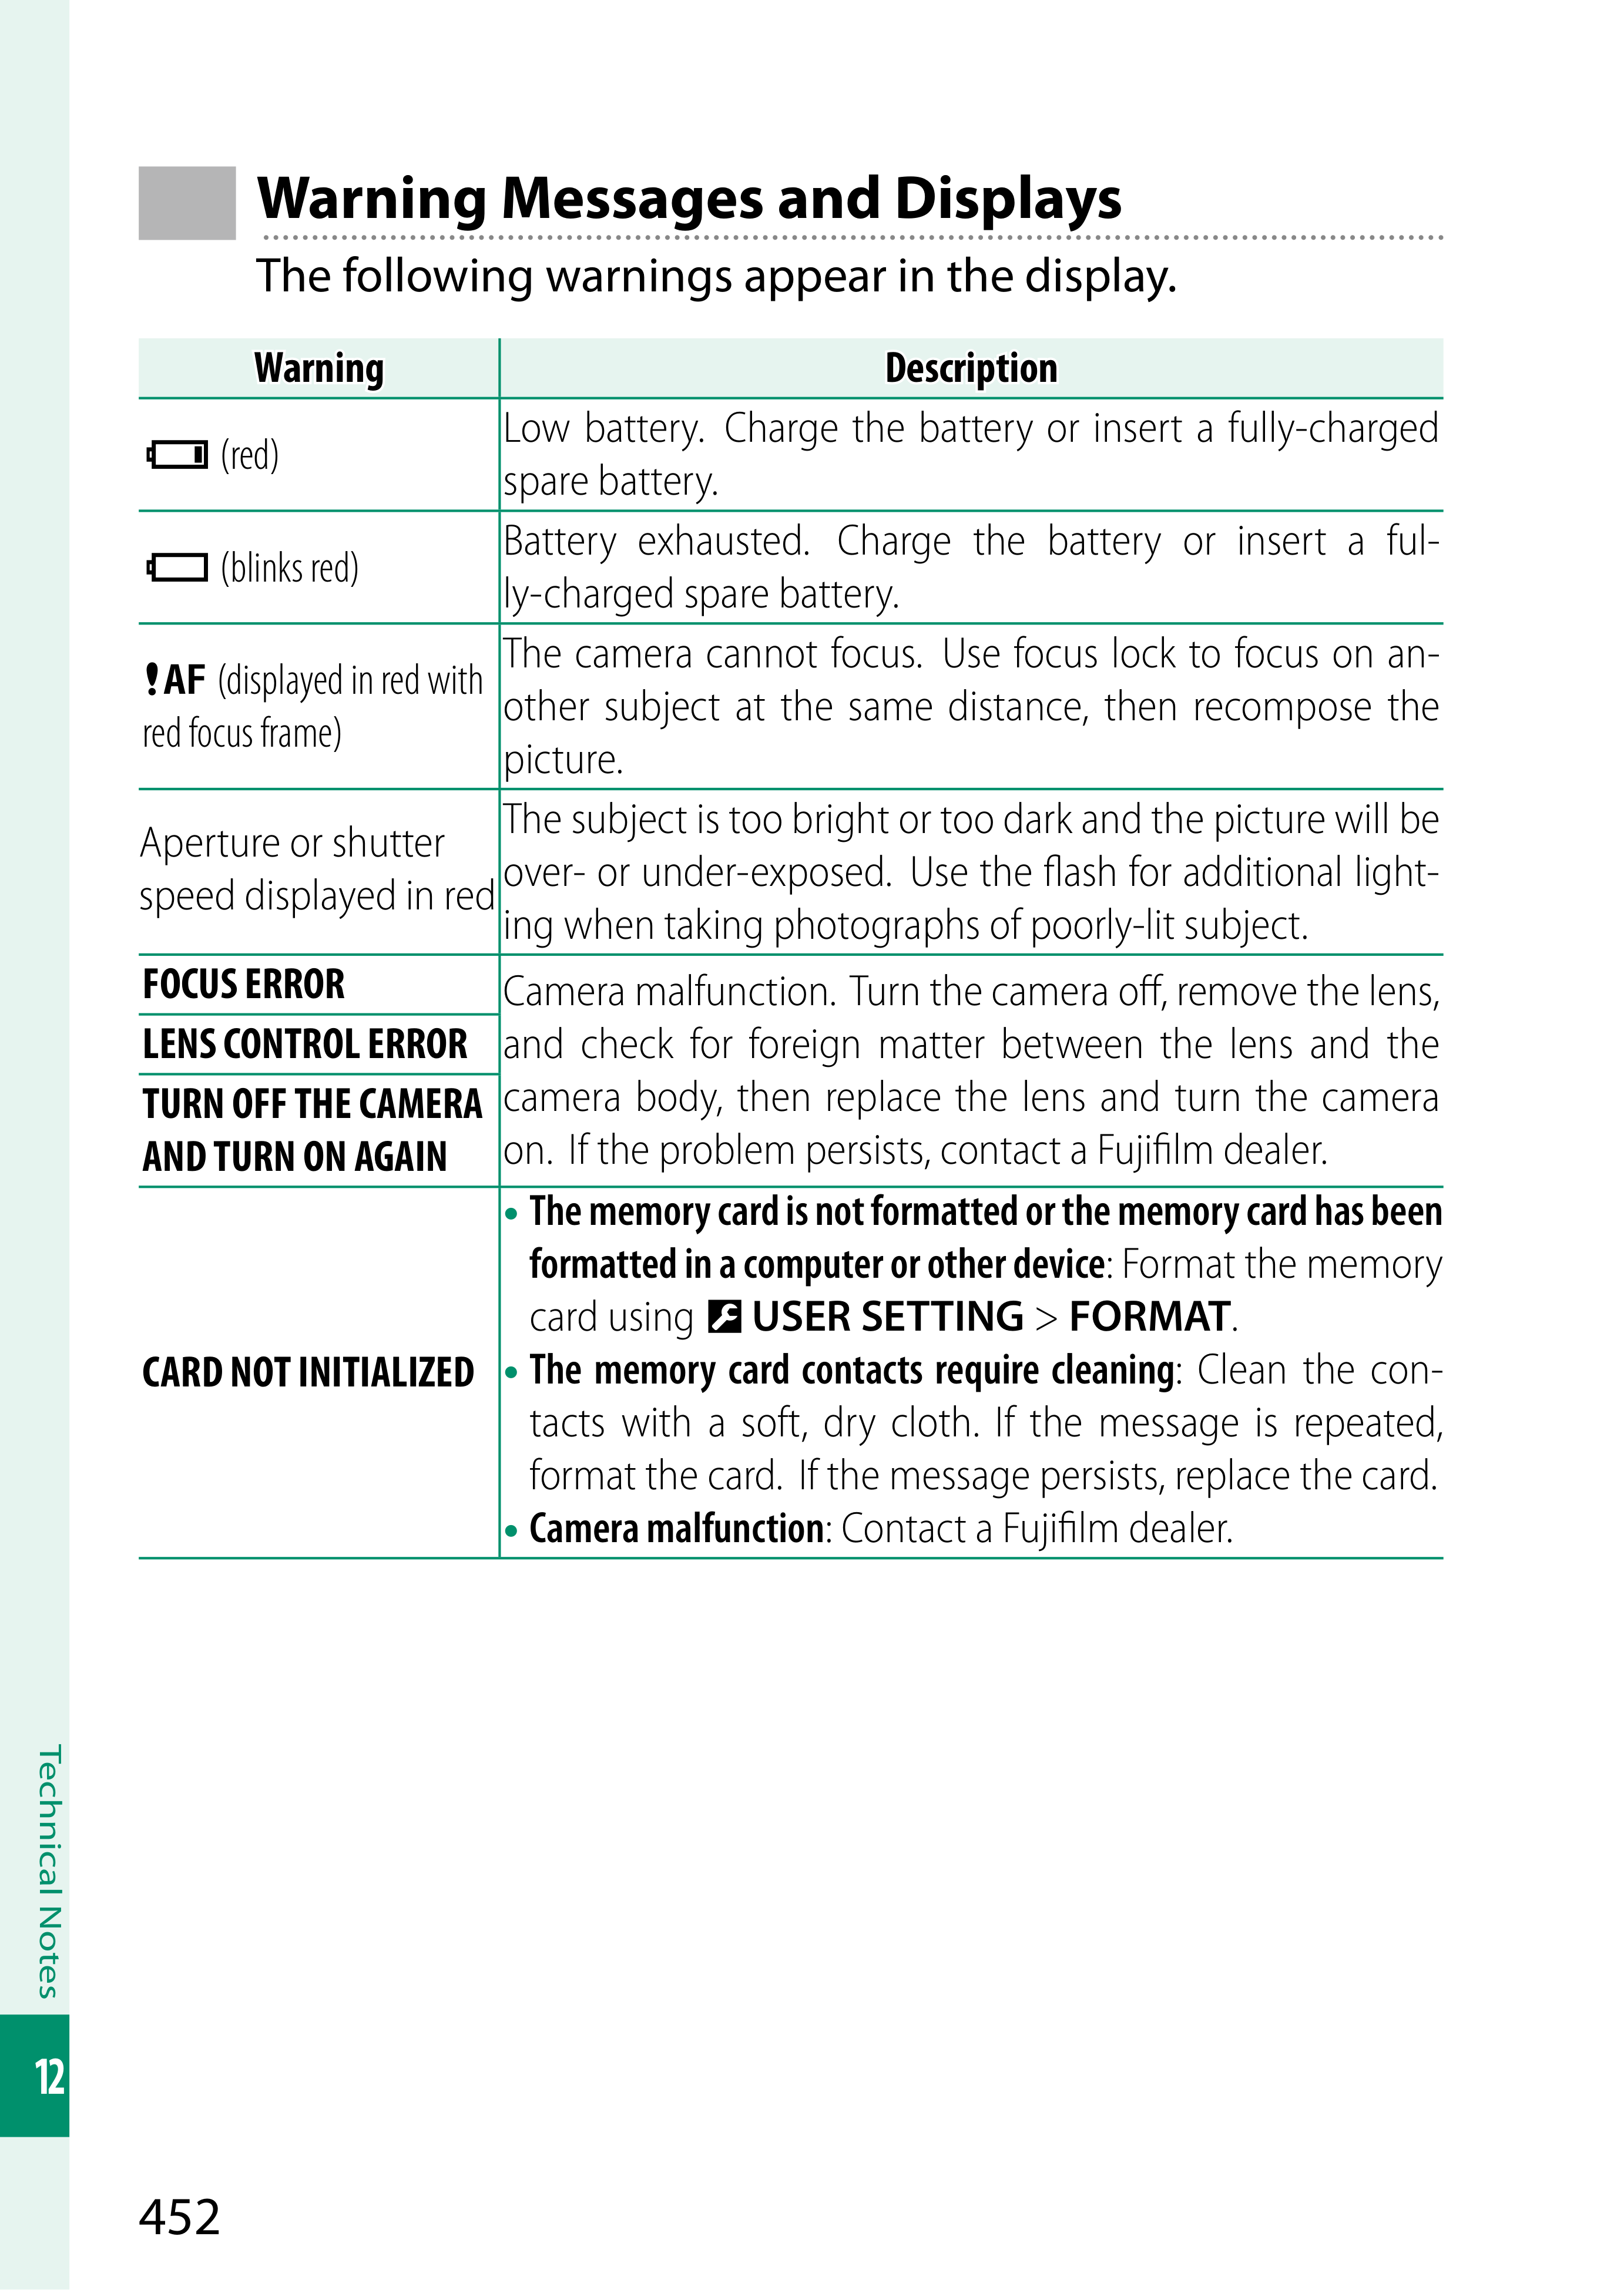 Warning Messages and Displays
The following warnings appear in the display.
Warning
Description
(red)
Low battery. Charge the battery or insert a fully-charged
spare battery.
(blinks red)
Battery exhausted. Charge the battery or insert a ful-
ly-charged spare battery.
!AF (displayed in red with
red focus frame)
The camera cannot focus. Use focus lock to focus on an-
other subject at the same distance, then recompose the
picture.
Aperture or shutter
speed displayed in red
The subject is too bright or too dark and the picture will be
over- or under-exposed. Use the flash for additional light-
ing when taking photographs of poorly-lit subject.
FOCUS ERROR
LENS CONTROL ERROR
TURN OFF THE CAMERA
AND TURN ON AGAIN
Camera malfunction. Turn the camera off, remove the lens,
and check for foreign matter between the lens and the
camera body, then replace the lens and turn the camera
on. If the problem persists, contact a Fujifilm dealer.
CARD NOT INITIALIZED
• The memory card is not formatted or the memory card has been
formatted in a computer or other device: Format the memory
card using USER SETTING > FORMAT.
• The memory card contacts require cleaning: Clean the con-
tacts with a soft, dry cloth. If the message is repeated,
format the card. If the message persists, replace the card.
• Camera malfunction: Contact a Fujifilm dealer.
Technical Notes
12
452